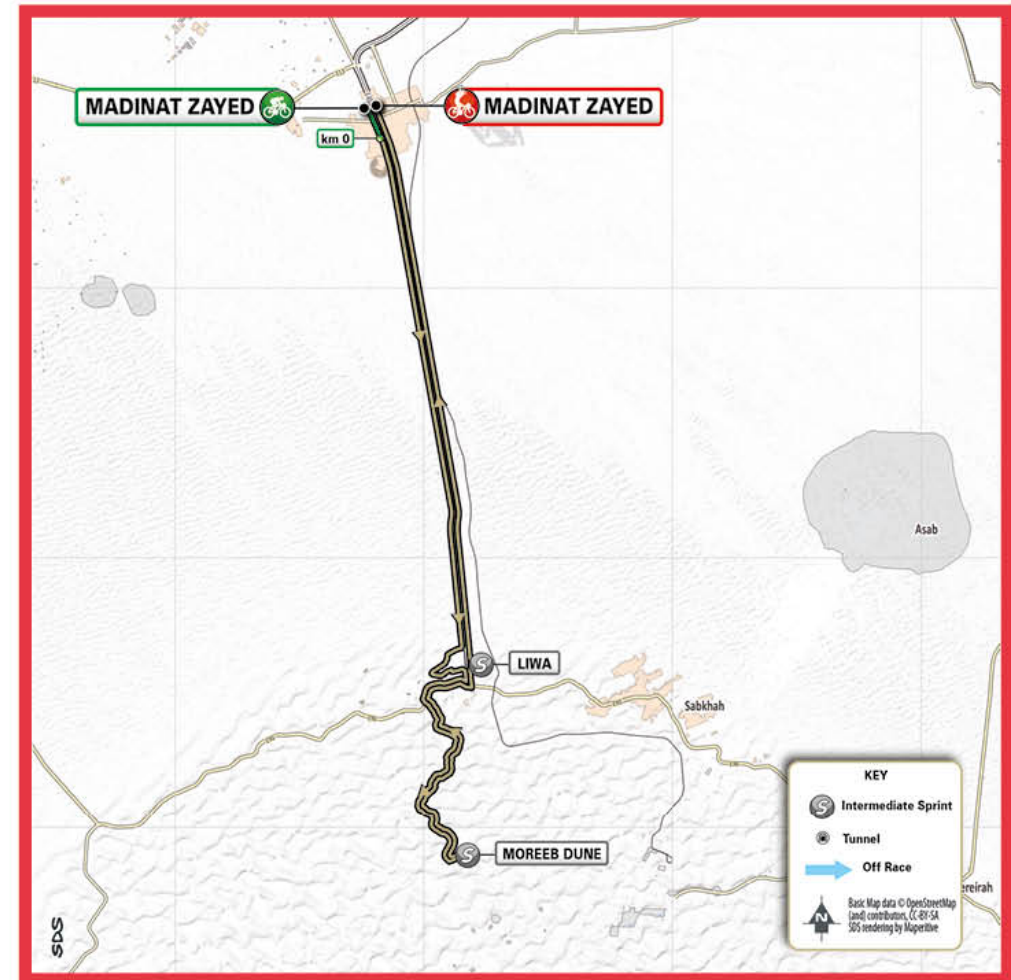 MADINAT ZAYED
MADINAT ZAYED
km 0
Asab
LIWA
Sabkhah
MOREEB DUNE
KEY
S Intermediate Sprint
Tunnel
Off Race
ereirah
N
Basic Map data © OpenStreetMap
(and) contributors, CC-BY-SA
SDS rendering by Maperitive
S
S
SDS